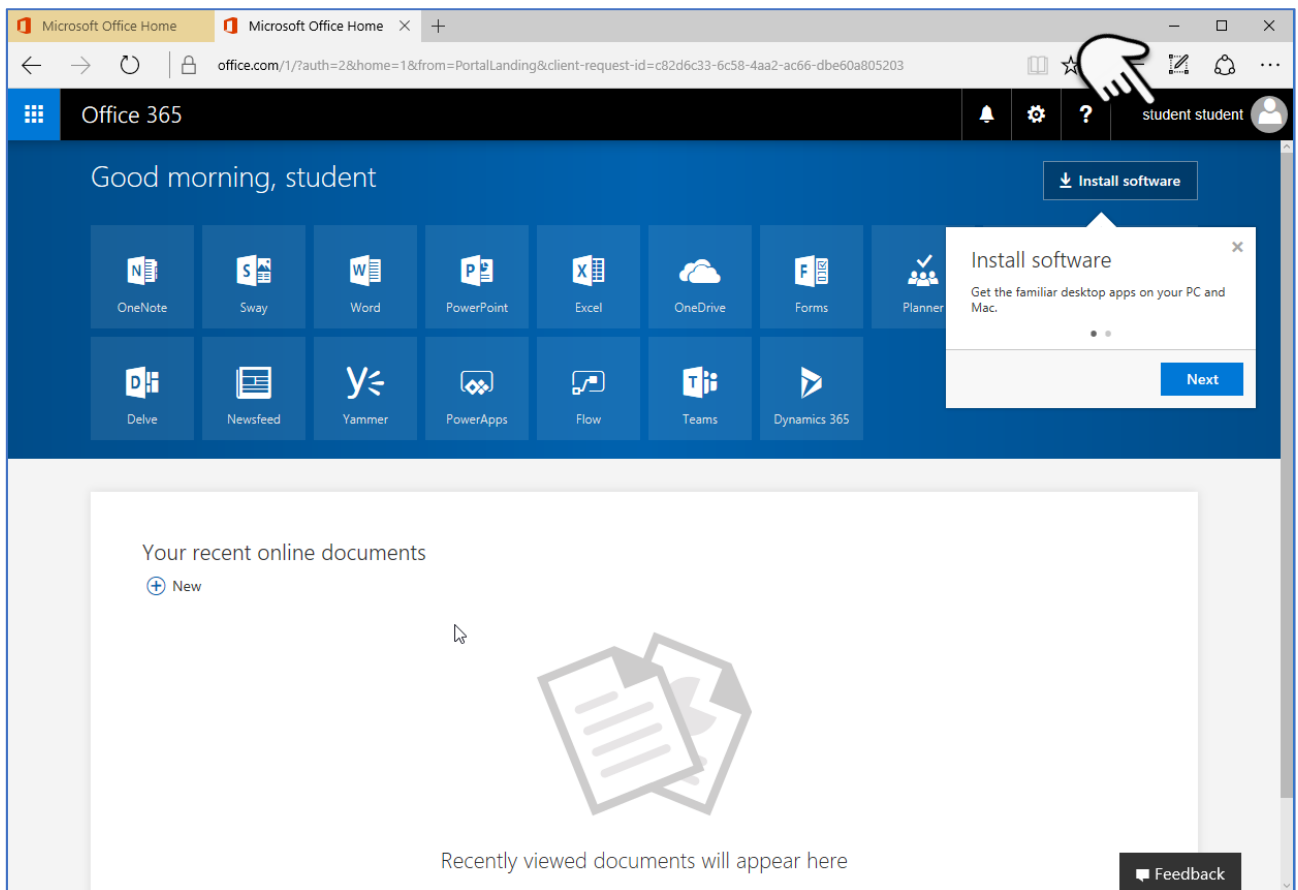 Microsoft Office Home
Microsoft Office Home
office.com/1/?auth=2&home=1&from=PortalLanding&client-request-id=c82d6c33-6c58-4aa2-ac66-dbe60a805203
Office 365
?
student student
Good morning, student
Install software
OneNote
Sway
Word
PowerPoint
Excel
OneDrive
Forms
Planner
Install software
Get the familiar desktop apps on your PC and
Mac.
Next
Delve
Newsfeed
Yammer
PowerApps
Flow
Teams
Dynamics 365
Your recent online documents
New
Recently viewed documents will appear here
Feedback